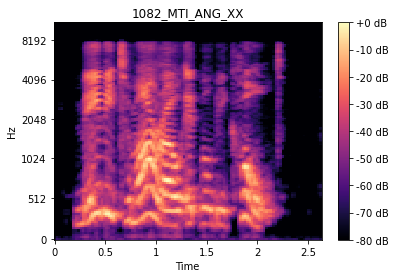 1082_MTI_ANG_XX
Hz
8192
4096
2048
1024
512
0
0
0.5
1
1.5
2
2.5
Time
+0 dB
-10 dB
-20 dB
-30 dB
-40 dB
-50 dB
-60 dB
-70 dB
-80 dB